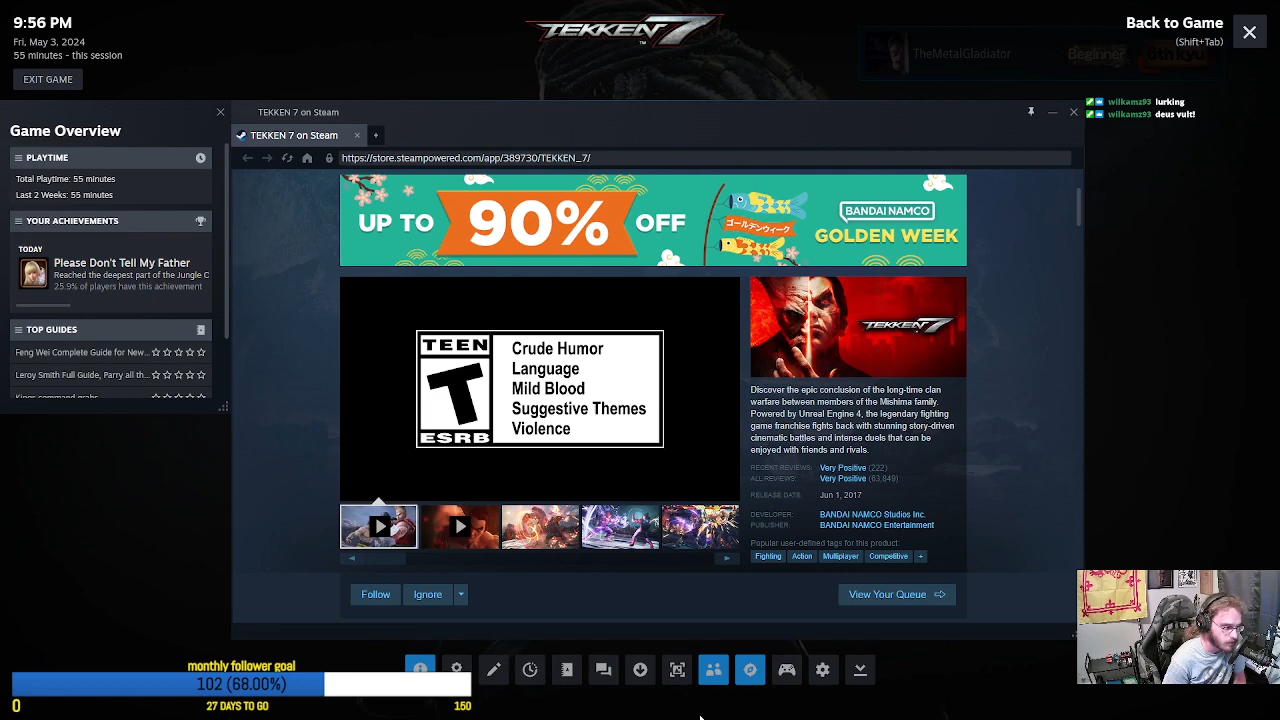 9:56 PM
Fri, May 3, 2024
55 minutes - this session
EXIT GAME
TEKKEN 7
Back to Game
(Shift+Tab)
TheMetalGladiator
Beginner
6th kyu
wilkamz93 lurking
wilkamz93 deus vult!
TEKKEN 7 on Steam
TEKKEN 7 on Steam
https://store.steampowered.com/app/389730/TEKKEN_7/
Game Overview
PLAYTIME
Total Playtime: 55 minutes
Last 2 Weeks: 55 minutes
YOUR ACHIEVEMENTS
TODAY
Please Don't Tell My Father
Reached the deepest part of the Jungle C
25.9% of players have this achievement
TOP GUIDES
Feng Wei Complete Guide for New...
Leroy Smith Full Guide, Parry all th...
UP TO 90% OFF
ゴールデンウィーク
BANDAI NAMCO
GOLDEN WEEK
TEEN
T
ESRB
Crude Humor
Language
Mild Blood
Suggestive Themes
Violence
TEKKEN 7
Discover the epic conclusion of the long-time clan
warfare between members of the Mishima family.
Powered by Unreal Engine 4, the legendary fighting
game franchise fights back with stunning story-driven
cinematic battles and intense duels that can be
enjoyed with friends and rivals.
RECENT REVIEWS: Very Positive (222)
ALL REVIEWS: Very Positive (63,849)
RELEASE DATE: Jun 1, 2017
DEVELOPER: BANDAI NAMCO Studios Inc.
PUBLISHER: BANDAI NAMCO Entertainment
Popular user-defined tags for this product:
Fighting Action Multiplayer Competitive +
Follow
Ignore
View Your Queue
monthly follower goal
102 (68.00%)
0
27 DAYS TO GO
150